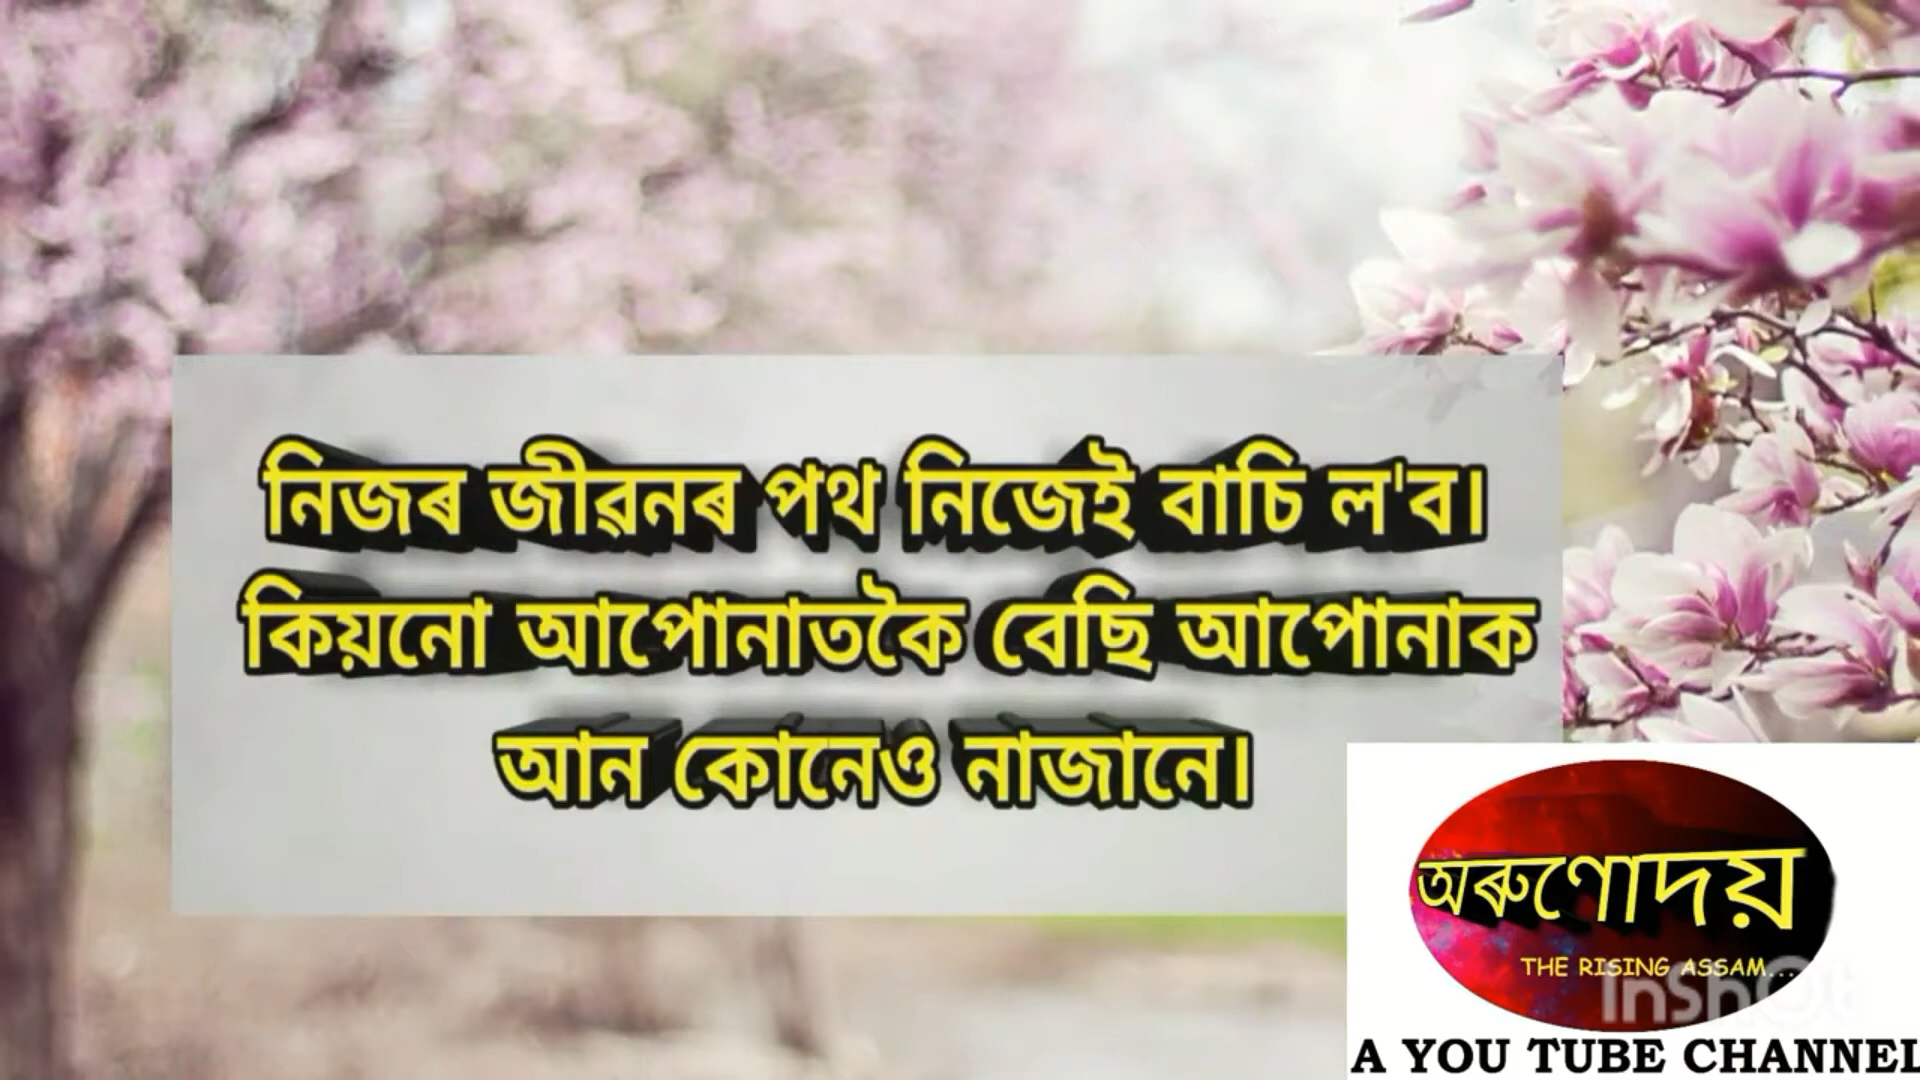 নিজৰ জীৱনৰ পথ নিজেই বাচি ল'ব।
কিয়নো আপোনাতকৈ বেছি আপোনাক
আন কোনেও নাজানে।
অৰুণোদয়
THE RISING ASSAM...
InShOt
A YOU TUBE CHANNEL